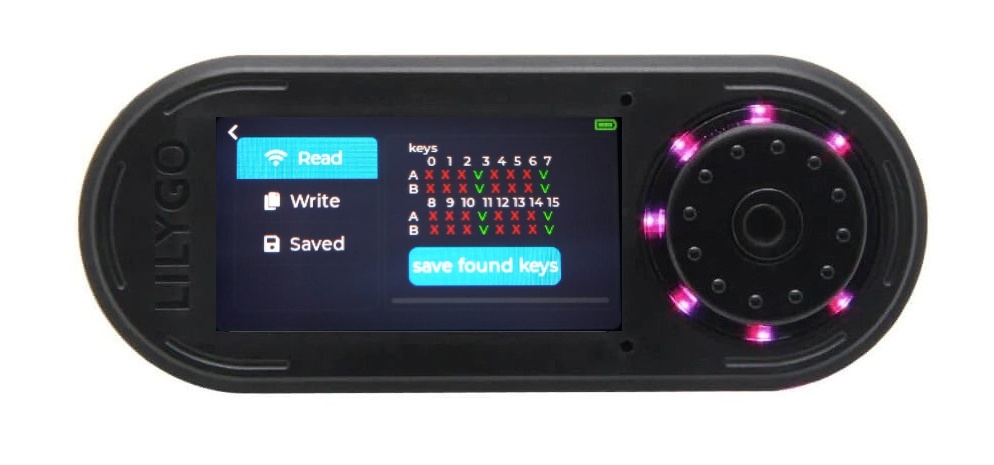 LILYGO
Read
Write
Saved
keys
0 1 2 3 4 5 6 7
A X X X V X X X V
B X X X V X X X V
8 9 10 11 12 13 14 15
A X X X V X X X V
B X X X V X X X V
save found keys